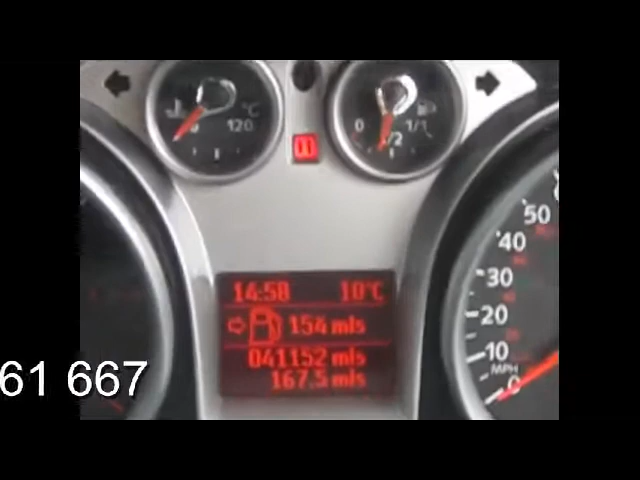 °C 120
0 1/2 1/1
14:58 10°C
154 mls
041152 mls
167.5 mls
50
40
30
20
10
MPH 0
61 667